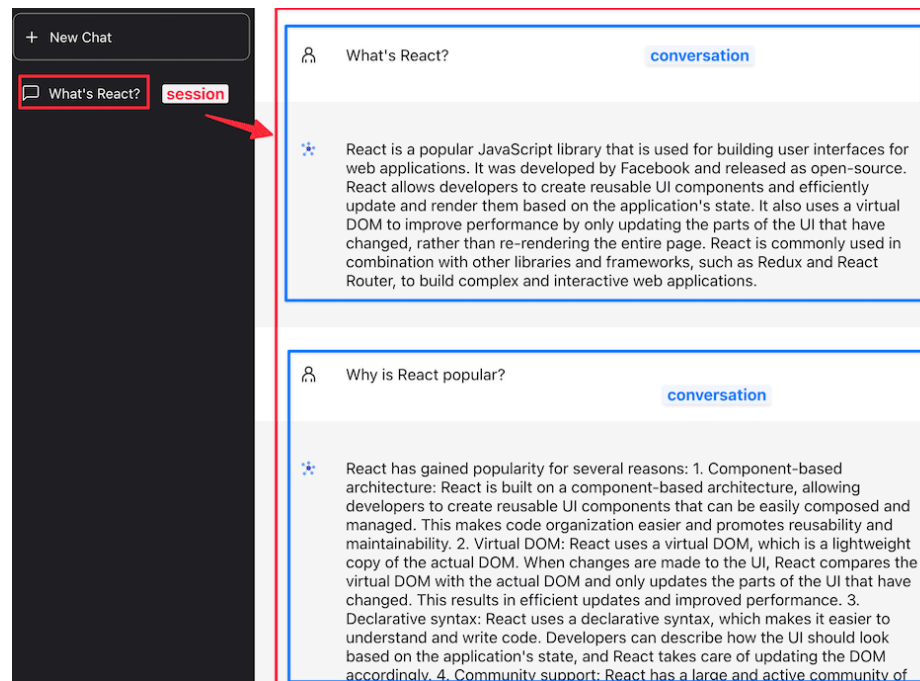 + New Chat
What's React?
session
What's React?
conversation
React is a popular JavaScript library that is used for building user interfaces for
web applications. It was developed by Facebook and released as open-source.
React allows developers to create reusable UI components and efficiently
update and render them based on the application's state. It also uses a virtual
DOM to improve performance by only updating the parts of the UI that have
changed, rather than re-rendering the entire page. React is commonly used in
combination with other libraries and frameworks, such as Redux and React
Router, to build complex and interactive web applications.
Why is React popular?
conversation
React has gained popularity for several reasons: 1. Component-based
architecture: React is built on a component-based architecture, allowing
developers to create reusable UI components that can be easily composed and
managed. This makes code organization easier and promotes reusability and
maintainability. 2. Virtual DOM: React uses a virtual DOM, which is a lightweight
copy of the actual DOM. When changes are made to the UI, React compares the
virtual DOM with the actual DOM and only updates the parts of the UI that have
changed. This results in efficient updates and improved performance. 3.
Declarative syntax: React uses a declarative syntax, which makes it easier to
understand and write code. Developers can describe how the UI should look
based on the application's state, and React takes care of updating the DOM
accordingly. 4. Community support: React has a large and active community of